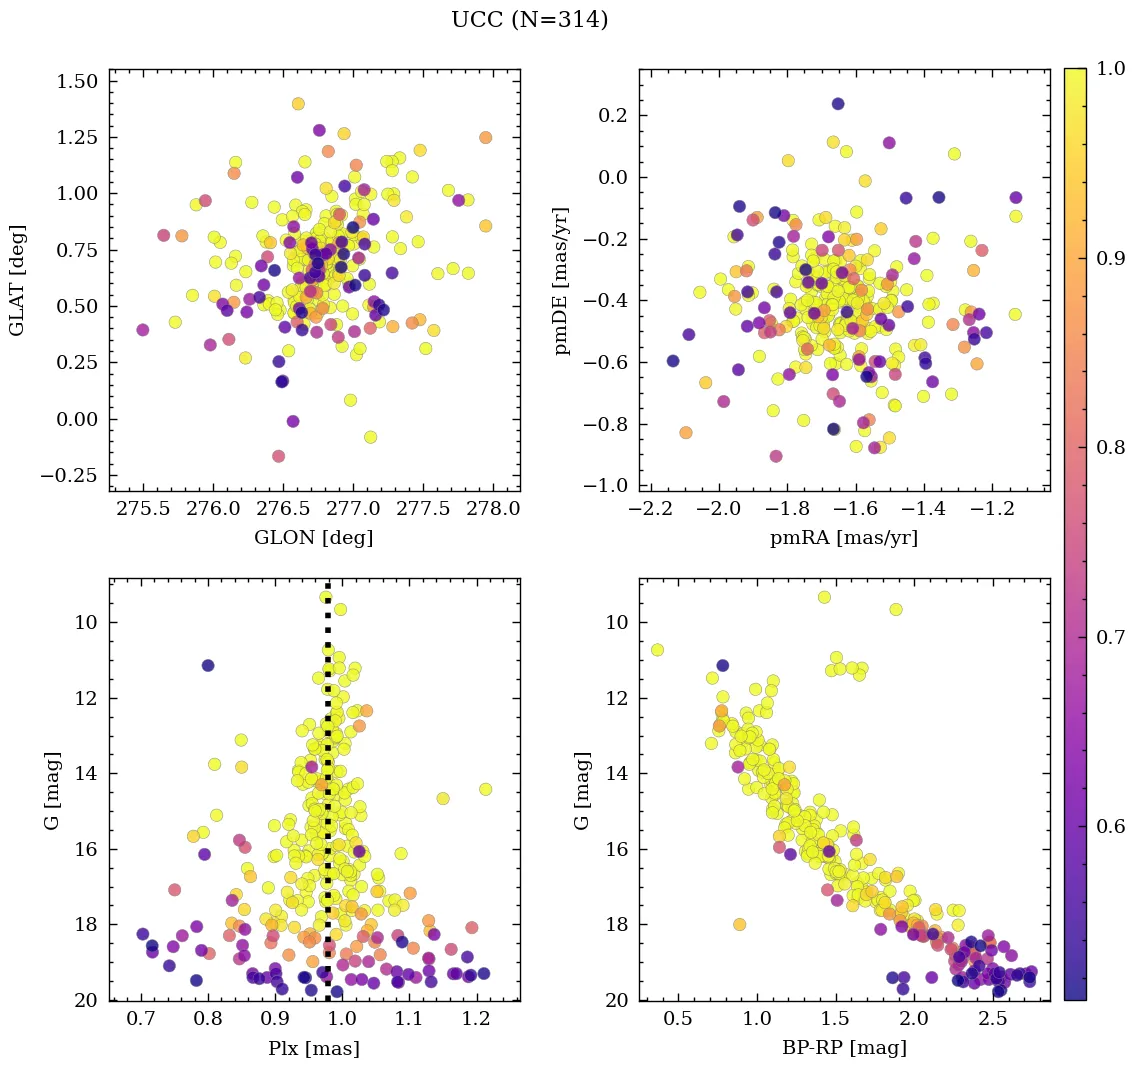 UCC (N=314)
1.50
1.25
1.00
0.75
0.50
0.25
0.00
−0.25
GLAT [deg]
275.5 276.0 276.5 277.0 277.5 278.0
GLON [deg]
0.2
0.0
−0.2
−0.4
−0.6
−0.8
−1.0
pmDE [mas/yr]
−2.2 −2.0 −1.8 −1.6 −1.4 −1.2
pmRA [mas/yr]
1.0
0.9
0.8
0.7
0.6
10
12
14
16
18
20
G [mag]
0.7 0.8 0.9 1.0 1.1 1.2
Plx [mas]
10
12
14
16
18
20
G [mag]
0.5 1.0 1.5 2.0 2.5
BP-RP [mag]